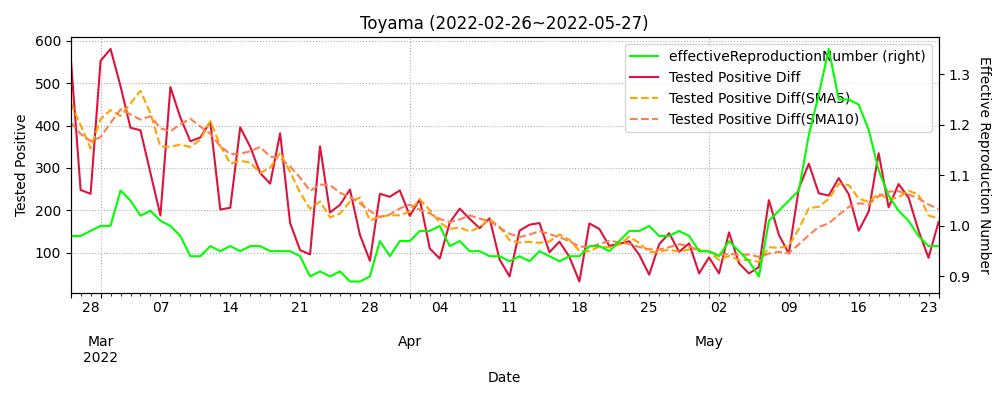 Toyama (2022-02-26~2022-05-27)
effectiveReproductionNumber (right)
Tested Positive Diff
Tested Positive Diff(SMA5)
Tested Positive Diff(SMA10)
Tested Positive
600
500
400
300
200
100
1.3
1.2
1.1
1.0
0.9
Effective Reproduction Number
28 07 14 21 28 04 11 18 25 02 09 16 23
Mar Apr May
2022
Date